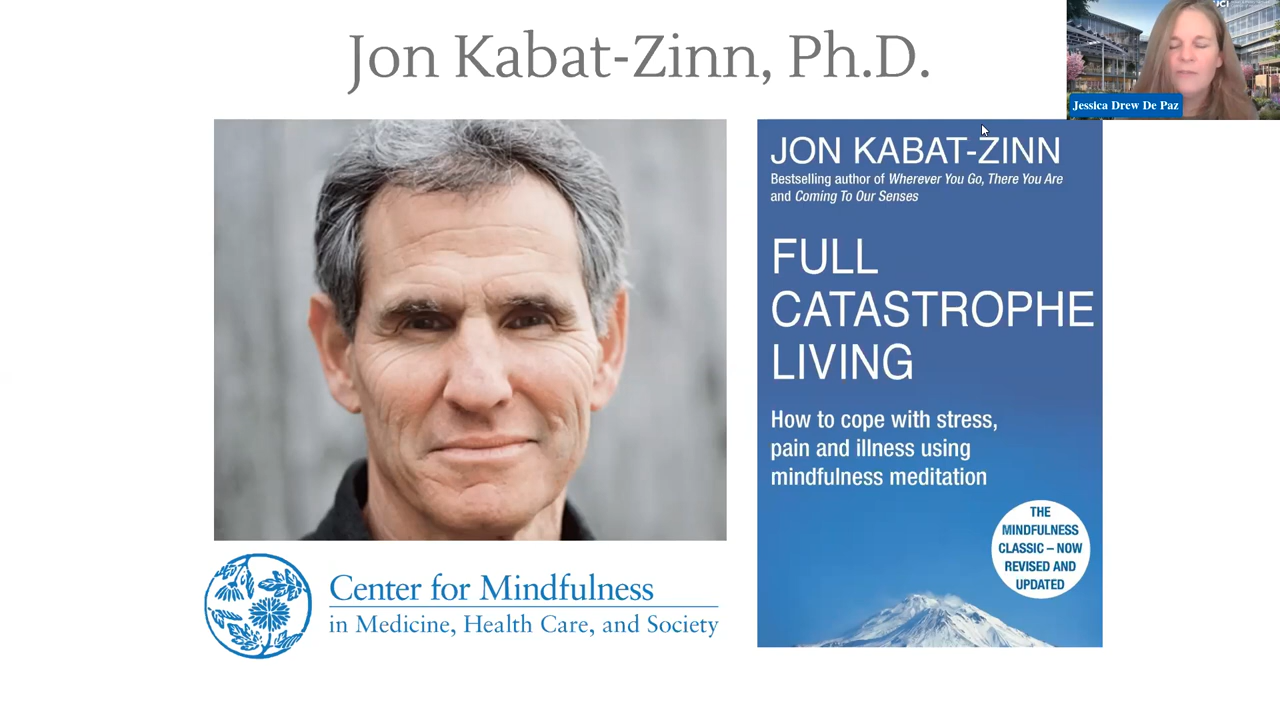 Jon Kabat-Zinn, Ph.D.
UCI
Jessica Drew De Paz
JON KABAT-ZINN
Bestselling author of Wherever You Go, There You Are
and Coming To Our Senses
FULL
CATASTROPHE
LIVING
How to cope with stress,
pain and illness using
mindfulness meditation
THE
MINDFULNESS
CLASSIC – NOW
REVISED AND
UPDATED
Center for Mindfulness
in Medicine, Health Care, and Society